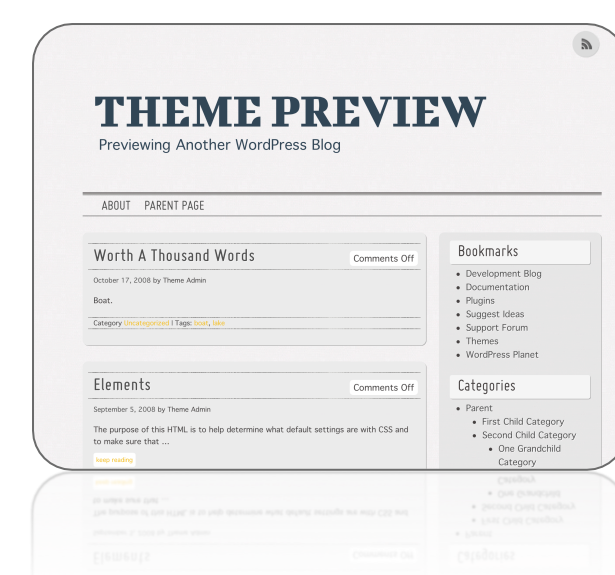 THEME PREVIEW
Previewing Another WordPress Blog
ABOUT PARENT PAGE
Worth A Thousand Words
Comments Off
October 17, 2008 by Theme Admin
Boat.
Category Uncategorized | Tags: boat, lake
Elements
Comments Off
September 5, 2008 by Theme Admin
The purpose of this HTML is to help determine what default settings are with CSS and
to make sure that ...
keep reading
Bookmarks
Development Blog
Documentation
Plugins
Suggest Ideas
Support Forum
Themes
WordPress Planet
Categories
Parent
First Child Category
Second Child Category
One Grandchild
Category